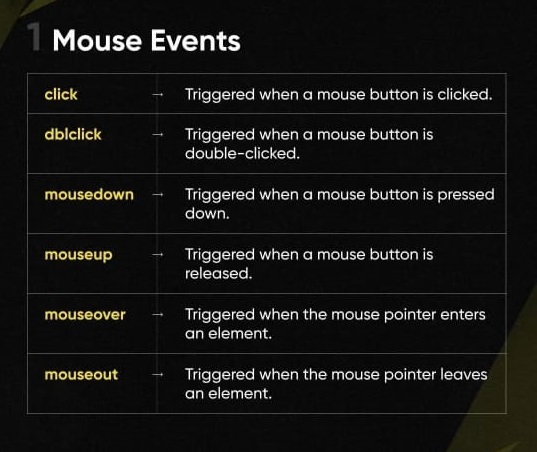 1 Mouse Events
click → Triggered when a mouse button is clicked.
dblclick → Triggered when a mouse button is
double-clicked.
mousedown → Triggered when a mouse button is pressed
down.
mouseup → Triggered when a mouse button is
released.
mouseover → Triggered when the mouse pointer enters
an element.
mouseout → Triggered when the mouse pointer leaves
an element.